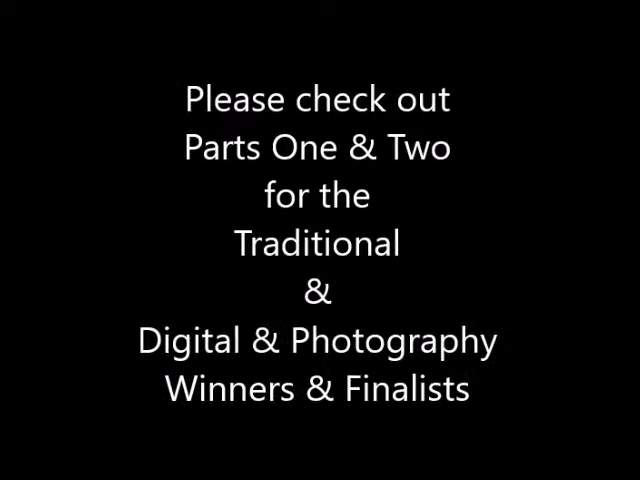 Please check out
Parts One & Two
for the
Traditional
&
Digital & Photography
Winners & Finalists